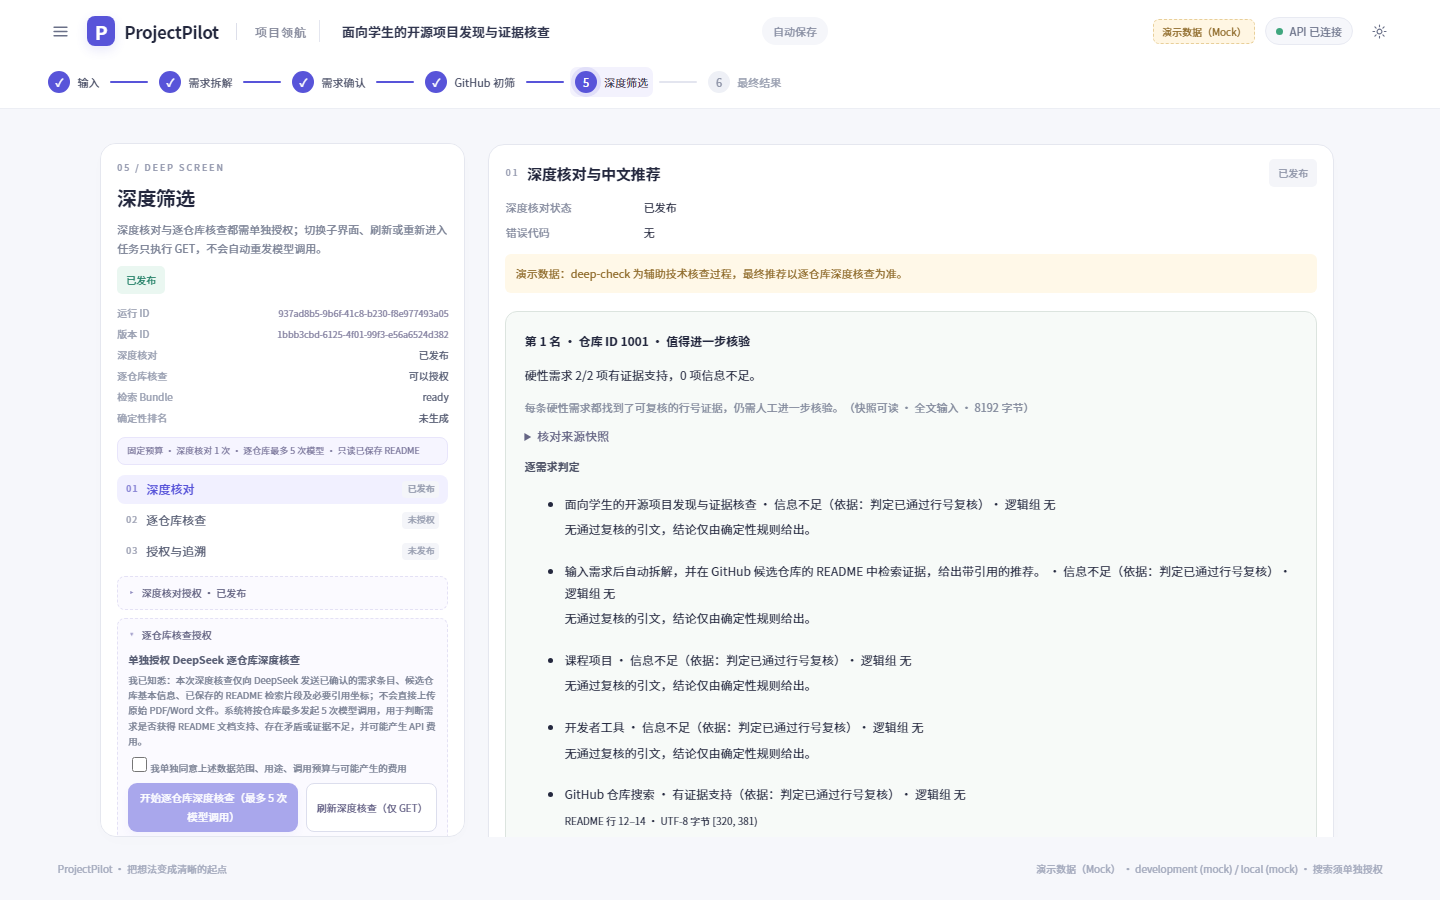 P ProjectPilot 项目领航 面向学生的开源项目发现与证据核查 自动保存 演示数据（Mock） API 已连接
✓ 输入 ✓ 需求拆解 ✓ 需求确认 ✓ GitHub 初筛 5 深度筛选 6 最终结果
05 / DEEP SCREEN
深度筛选
深度核对与逐仓库核查都需单独授权；切换子界面、刷新或重新进入
任务只执行 GET，不会自动重发模型调用。
已发布
运行 ID 937ad8b5-9b6f-41c8-b230-f8e977493a05
版本 ID 1bbb3cbd-6125-4f01-99f3-e56a6524d382
深度核对 已发布
逐仓库核查 可以授权
检索 Bundle ready
确定性排名 未生成
固定预算 · 深度核对 1 次 · 逐仓库最多 5 次模型 · 只读已保存 README
01 深度核对 已发布
02 逐仓库核查 未授权
03 授权与追溯 未发布
深度核对授权 · 已发布
逐仓库核查授权
单独授权 DeepSeek 逐仓库深度核查
我已知悉：本次深度核查仅向 DeepSeek 发送已确认的需求条目、候选仓
库基本信息、已保存的 README 检索片段及必要引用坐标；不会直接上传
原始 PDF/Word 文件。系统将按仓库最多发起 5 次模型调用，用于判断需
求是否获得 README 文档支持、存在矛盾或证据不足，并可能产生 API 费
用。
我单独同意上述数据范围、用途、调用预算与可能产生的费用
开始逐仓库深度核查（最多 5 次
模型调用）
刷新深度核查（仅 GET）
01 深度核对与中文推荐 已发布
深度核对状态 已发布
错误代码 无
演示数据：deep-check 为辅助技术核查过程，最终推荐以逐仓库深度核查为准。
第 1 名 · 仓库 ID 1001 · 值得进一步核验
硬性需求 2/2 项有证据支持，0 项信息不足。
每条硬性需求都找到了可复核的行号证据，仍需人工进一步核验。（快照可读 · 全文输入 · 8192 字节）
▶ 核对来源快照
逐需求判定
• 面向学生的开源项目发现与证据核查 · 信息不足（依据：判定已通过行号复核） · 逻辑组 无
无通过复核的引文，结论仅由确定性规则给出。
• 输入需求后自动拆解，并在 GitHub 候选仓库的 README 中检索证据，给出带引用的推荐。 · 信息不足（依据：判定已通过行号复核） ·
逻辑组 无
无通过复核的引文，结论仅由确定性规则给出。
• 课程项目 · 信息不足（依据：判定已通过行号复核） · 逻辑组 无
无通过复核的引文，结论仅由确定性规则给出。
• 开发者工具 · 信息不足（依据：判定已通过行号复核） · 逻辑组 无
无通过复核的引文，结论仅由确定性规则给出。
• GitHub 仓库搜索 · 有证据支持（依据：判定已通过行号复核） · 逻辑组 无
README 行 12–14 · UTF-8 字节 [320, 381)
ProjectPilot · 把想法变成清晰的起点 演示数据（Mock） · development (mock) / local (mock) · 搜索须单独授权